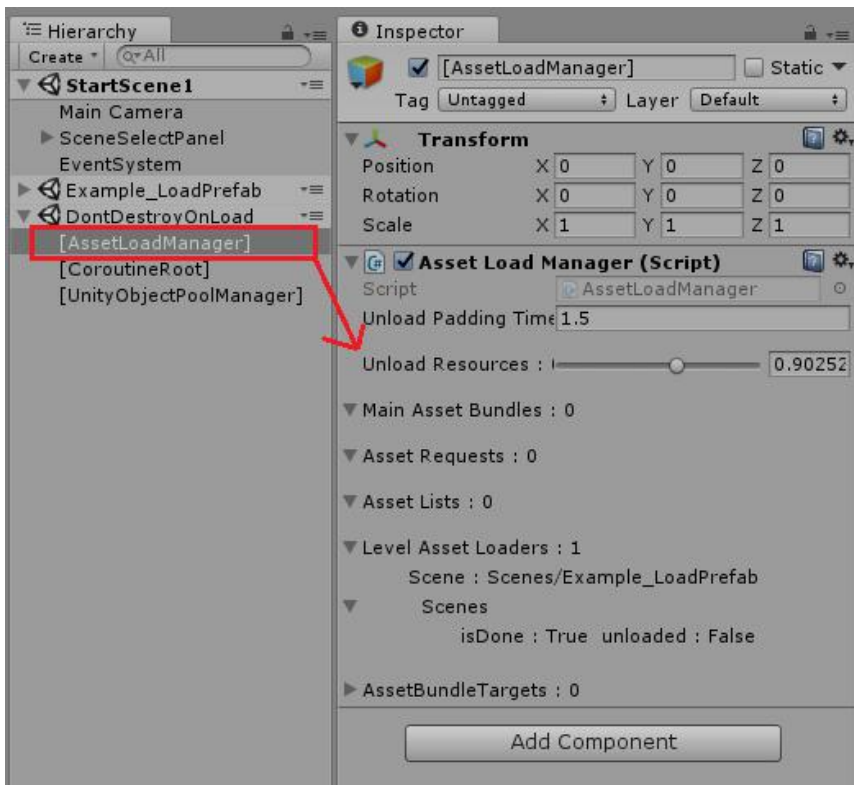 Hierarchy
Create
All
StartScene1
Main Camera
SceneSelectPanel
EventSystem
Example_LoadPrefab
DontDestroyOnLoad
[AssetLoadManager]
[CoroutineRoot]
[UnityObjectPoolManager]
Inspector
[AssetLoadManager] Static
Tag Untagged Layer Default
Transform
Position X 0 Y 0 Z 0
Rotation X 0 Y 0 Z 0
Scale X 1 Y 1 Z 1
C# Asset Load Manager (Script)
Script AssetLoadManager
Unload Padding Time 1.5
Unload Resources : 0.90252
Main Asset Bundles : 0
Asset Requests : 0
Asset Lists : 0
Level Asset Loaders : 1
Scene : Scenes/Example_LoadPrefab
Scenes
isDone : True unloaded : False
AssetBundleTargets : 0
Add Component